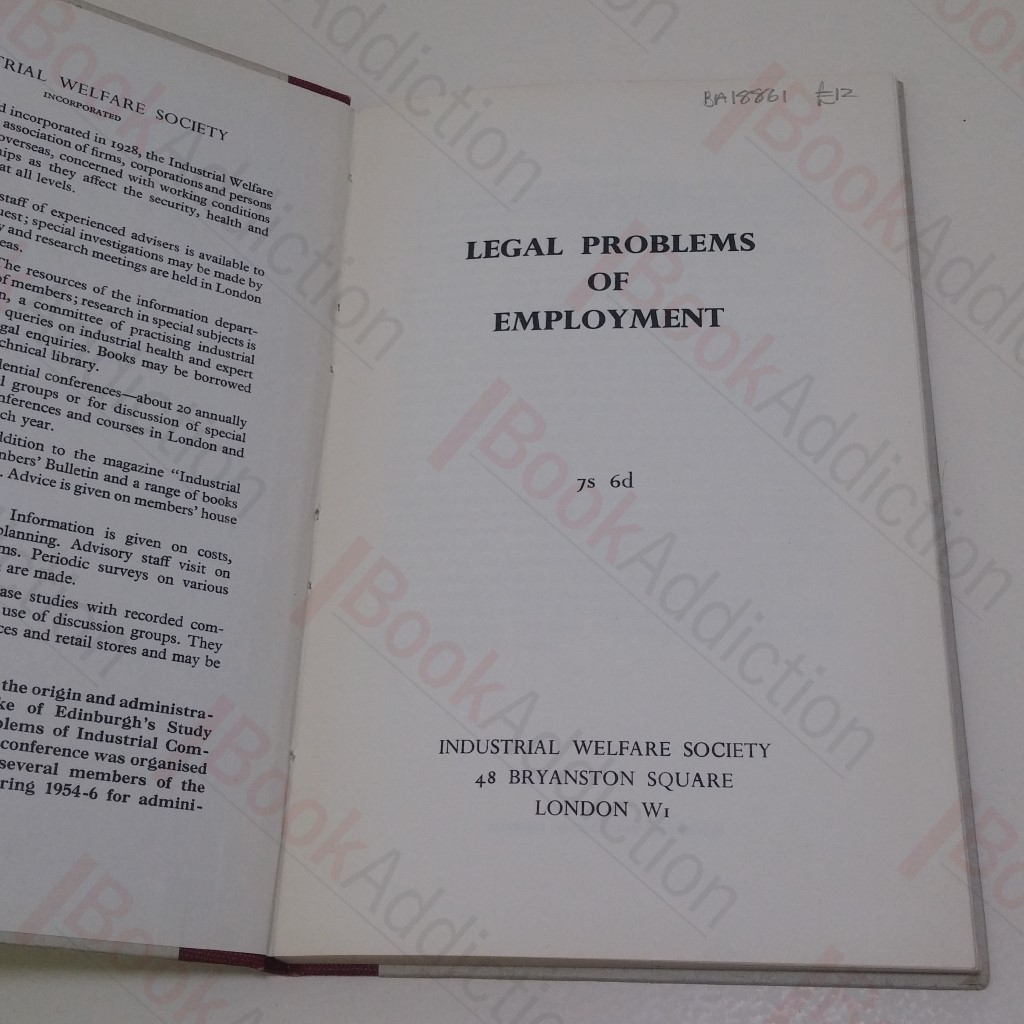 TRIAL WELFARE SOCIETY
INCORPORATED
d incorporated in 1928, the Industrial Welfare
association of firms, corporations and persons
overseas, concerned with working conditions
hips as they affect the security, health and
at all levels.
staff of experienced advisers is available to
uest; special investigations may be made by
y and research meetings are held in London
eas.
The resources of the information depart-
of members; research in special subjects is
n, a committee of practising industrial
queries on industrial health and expert
gal enquiries. Books may be borrowed
chnical library.
dential conferences—about 20 annually
l groups or for discussion of special
nferences and courses in London and
ch year.
ddition to the magazine "Industrial
mbers' Bulletin and a range of books
. Advice is given on members' house
Information is given on costs,
planning. Advisory staff visit on
ms. Periodic surveys on various
are made.
ase studies with recorded com-
use of discussion groups. They
ces and retail stores and may be
the origin and administra-
ke of Edinburgh's Study
blems of Industrial Com-
conference was organised
several members of the
ring 1954-6 for admini-
BA18861 £12
LEGAL PROBLEMS
OF
EMPLOYMENT
7s 6d
INDUSTRIAL WELFARE SOCIETY
48 BRYANSTON SQUARE
LONDON W1
BookAddiction